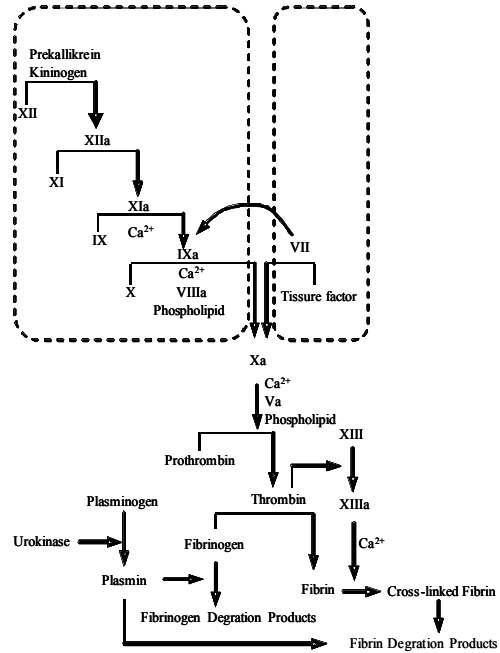 Prekallikrein
Kininogen
XII
XIIa
XI
XIa
IX Ca²⁺
IXa
VII
Ca²⁺
X VIIIa
Tissure factor
Phospholipid
Xa
Ca²⁺
Va
Phospholipid
XIII
Prothrombin
Thrombin
XIIIa
Plasminogen
Urokinase
Fibrinogen
Ca²⁺
Plasmin
Fibrin
Cross-linked Fibrin
Fibrinogen Degration Products
Fibrin Degration Products